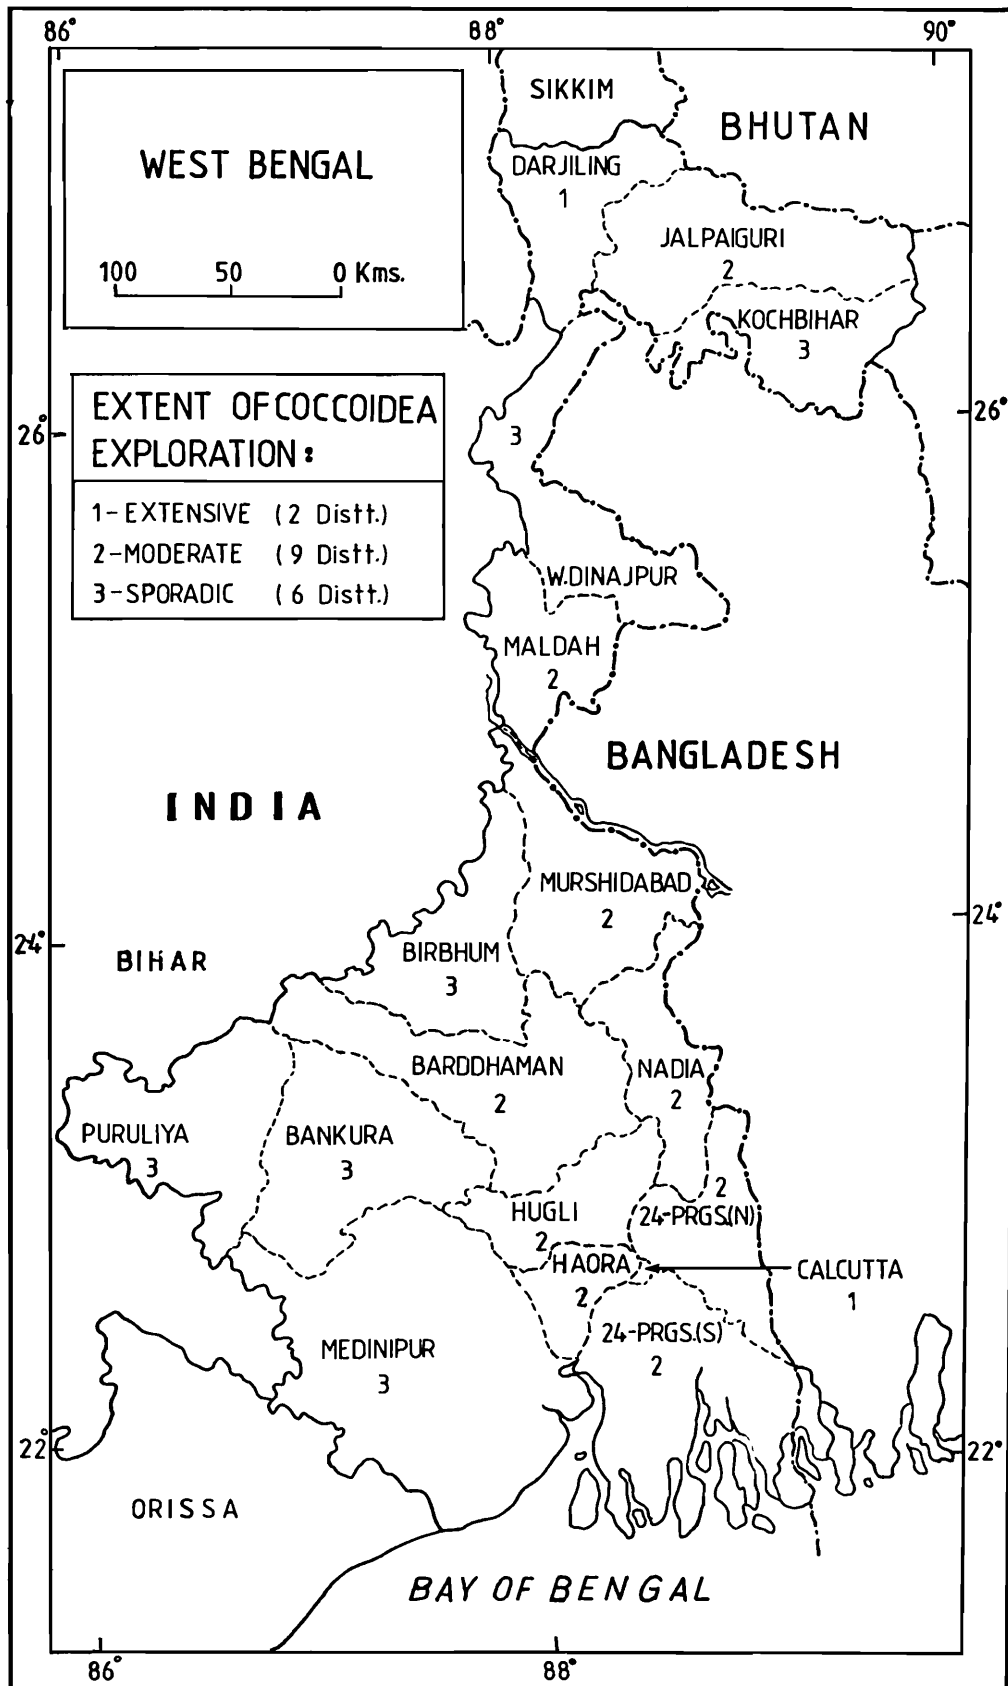 86° 88° 90°
SIKKIM
BHUTAN
WEST BENGAL
DARJILING
1
JALPAIGURI
2
100 50 0 Kms.
KOCHBIHAR
3
EXTENT OF COCCOIDEA
EXPLORATION:
1-EXTENSIVE (2 Distt.)
2-MODERATE (9 Distt.)
3-SPORADIC (6 Distt.)
26° 26°
3
W.DINAJPUR
MALDAH
2
BANGLADESH
INDIA
MURSHIDABAD
2
24° 24°
BIHAR
BIRBHUM
3
BARDDHAMAN
2
NADIA
2
PURULIYA
3
BANKURA
3
2
24-PRGS.(N)
HUGLI
2
HAORA
2
CALCUTTA
1
24-PRGS.(S)
2
MEDINIPUR
3
22° 22°
ORISSA
BAY OF BENGAL
86° 88°